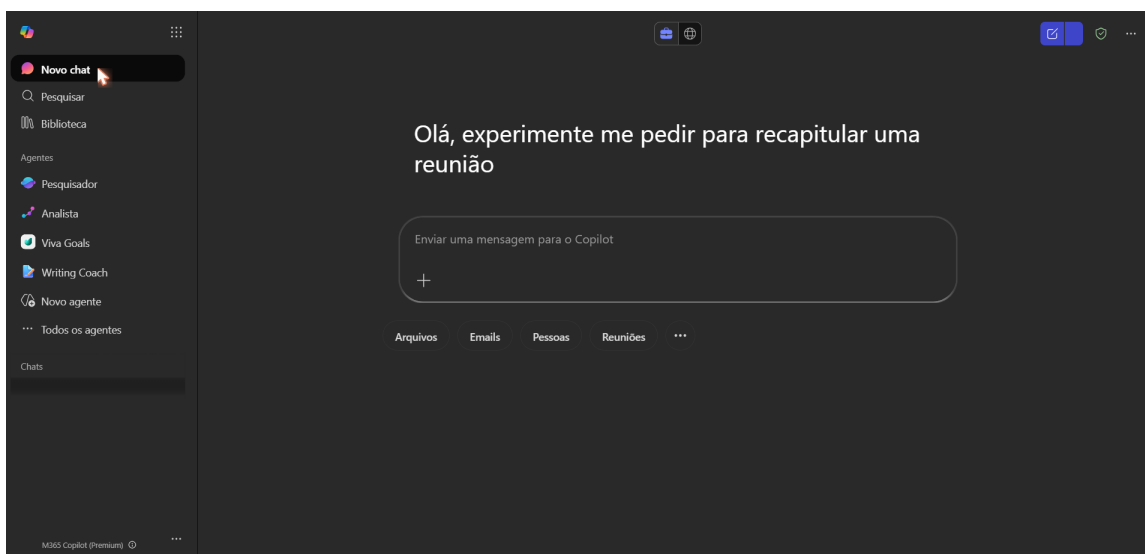 Novo chat
Pesquisar
Biblioteca
Agentes
Pesquisador
Analista
Viva Goals
Writing Coach
Novo agente
Todos os agentes
Chats
M365 Copilot (Premium)
Olá, experimente me pedir para recapitular uma
reunião
Enviar uma mensagem para o Copilot
Arquivos Emails Pessoas Reuniões